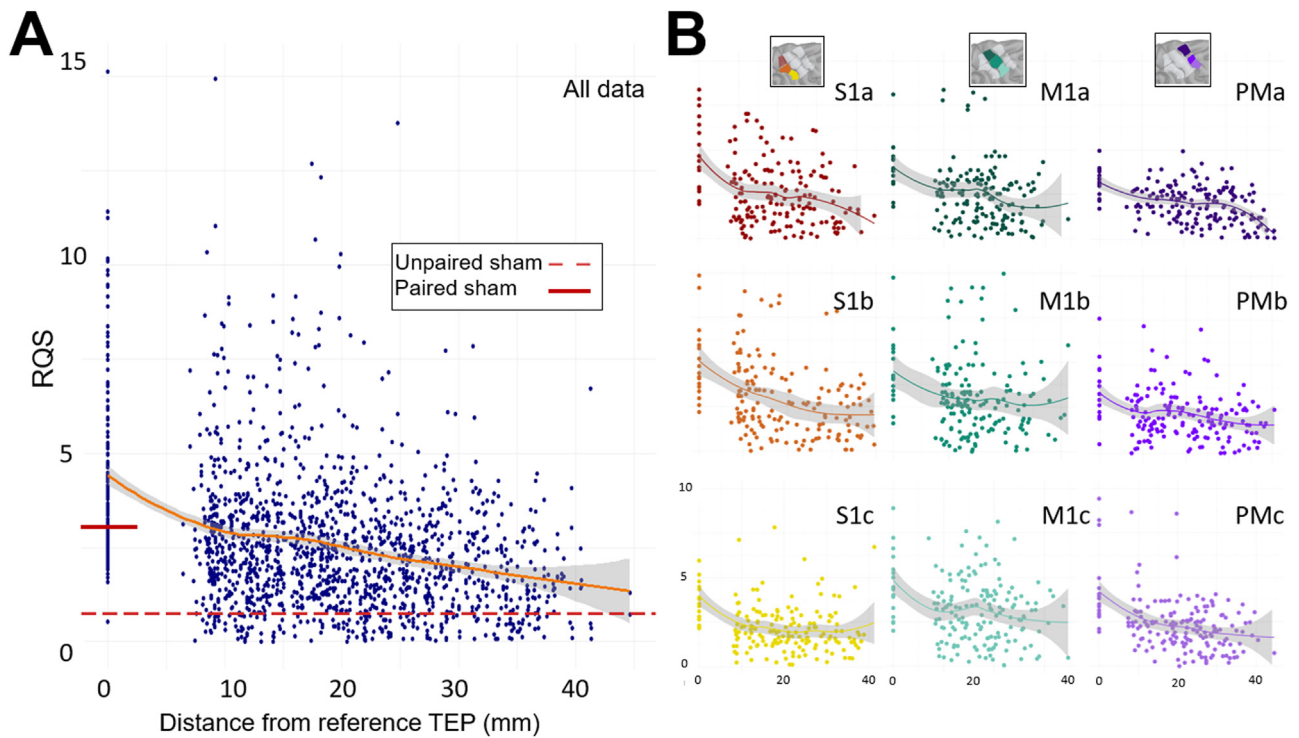 A
B
15
All data
10
Unpaired sham
Paired sham
RQS
5
0
0 10 20 30 40
Distance from reference TEP (mm)
S1a M1a PMa
S1b M1b PMb
10
S1c M1c PMc
5
0
0 20 40 0 20 40 0 20 40